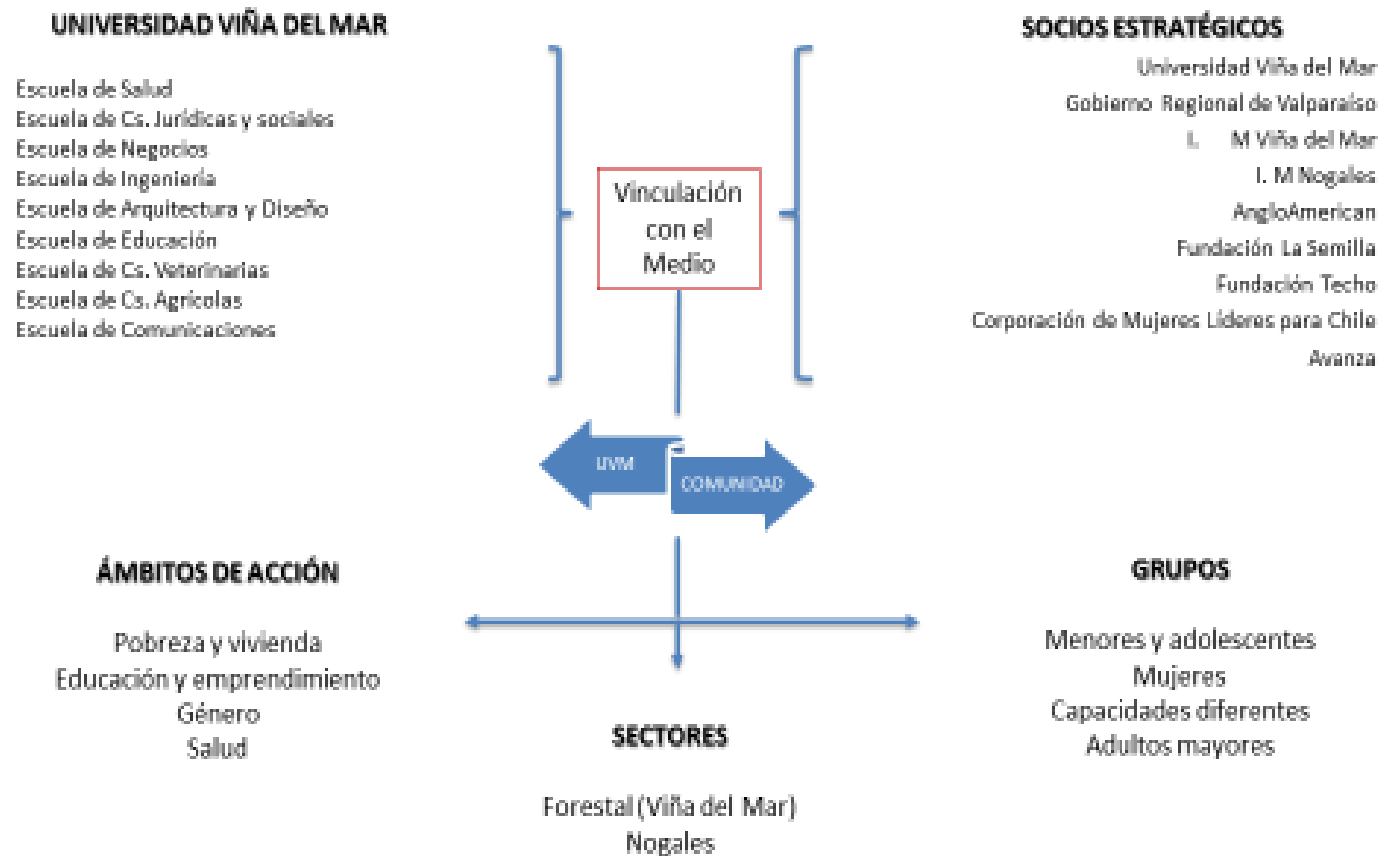 UNIVERSIDAD VIÑA DEL MAR
Escuela de Salud
Escuela de Cs. Jurídicas y sociales
Escuela de Negocios
Escuela de Ingeniería
Escuela de Arquitectura y Diseño
Escuela de Educación
Escuela de Cs. Veterinarias
Escuela de Cs. Agrícolas
Escuela de Comunicaciones
Vinculación
con el
Medio
SOCIOS ESTRATÉGICOS
Universidad Viña del Mar
Gobierno Regional de Valparaíso
I. M Viña del Mar
I. M Nogales
AngloAmerican
Fundación La Semilla
Fundación Techo
Corporación de Mujeres Líderes para Chile
Avanza
UVM
COMUNIDAD
ÁMBITOS DE ACCIÓN
Pobreza y vivienda
Educación y emprendimiento
Género
Salud
SECTORES
Forestal (Viña del Mar)
Nogales
GRUPOS
Menores y adolescentes
Mujeres
Capacidades diferentes
Adultos mayores